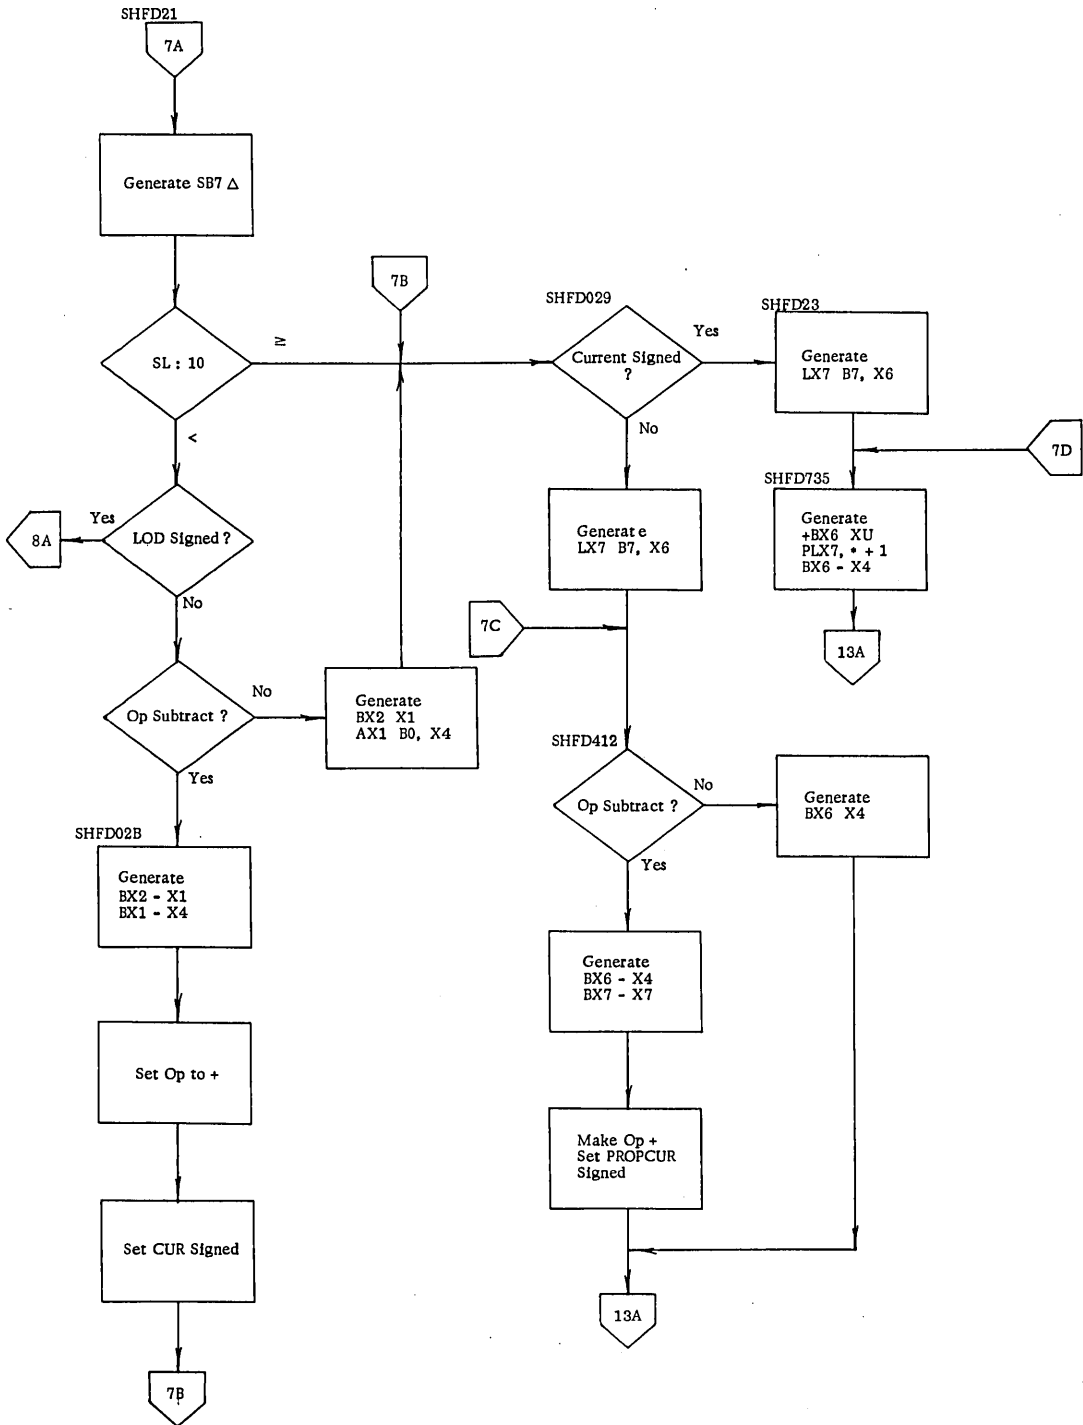 SHFD21
7A
Generate SB7 △
SL : 10
≥
<
LOD Signed ?
Yes
8A
No
Op Subtract ?
No
Generate
BX2 X1
AX1 B0, X4
Yes
SHFD02B
Generate
BX2 - X1
BX1 - X4
Set Op to +
Set CUR Signed
7B
7B
SHFD029
Current Signed
?
Yes
SHFD23
Generate
LX7 B7, X6
7D
SHFD735
Generate
+BX6 XU
PLX7, * + 1
BX6 - X4
13A
No
Generate
LX7 B7, X6
7C
SHFD412
Op Subtract ?
No
Generate
BX6 X4
Yes
Generate
BX6 - X4
BX7 - X7
Make Op +
Set PROPCUR
Signed
13A